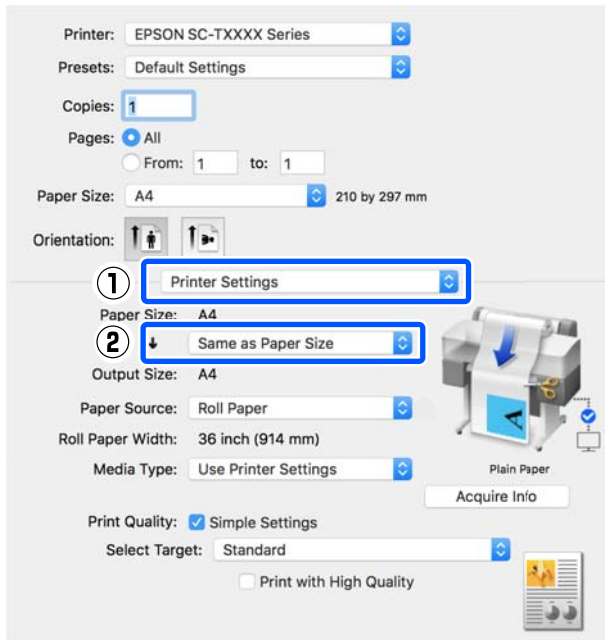 Printer: EPSON SC-TXXXX Series
Presets: Default Settings
Copies: 1
Pages: All
From: 1 to: 1
Paper Size: A4 210 by 297 mm
Orientation:
① Printer Settings
Paper Size: A4
② Same as Paper Size
Output Size: A4
Paper Source: Roll Paper
Roll Paper Width: 36 inch (914 mm)
Media Type: Use Printer Settings
Plain Paper
Acquire Info
Print Quality: Simple Settings
Select Target: Standard
Print with High Quality
A